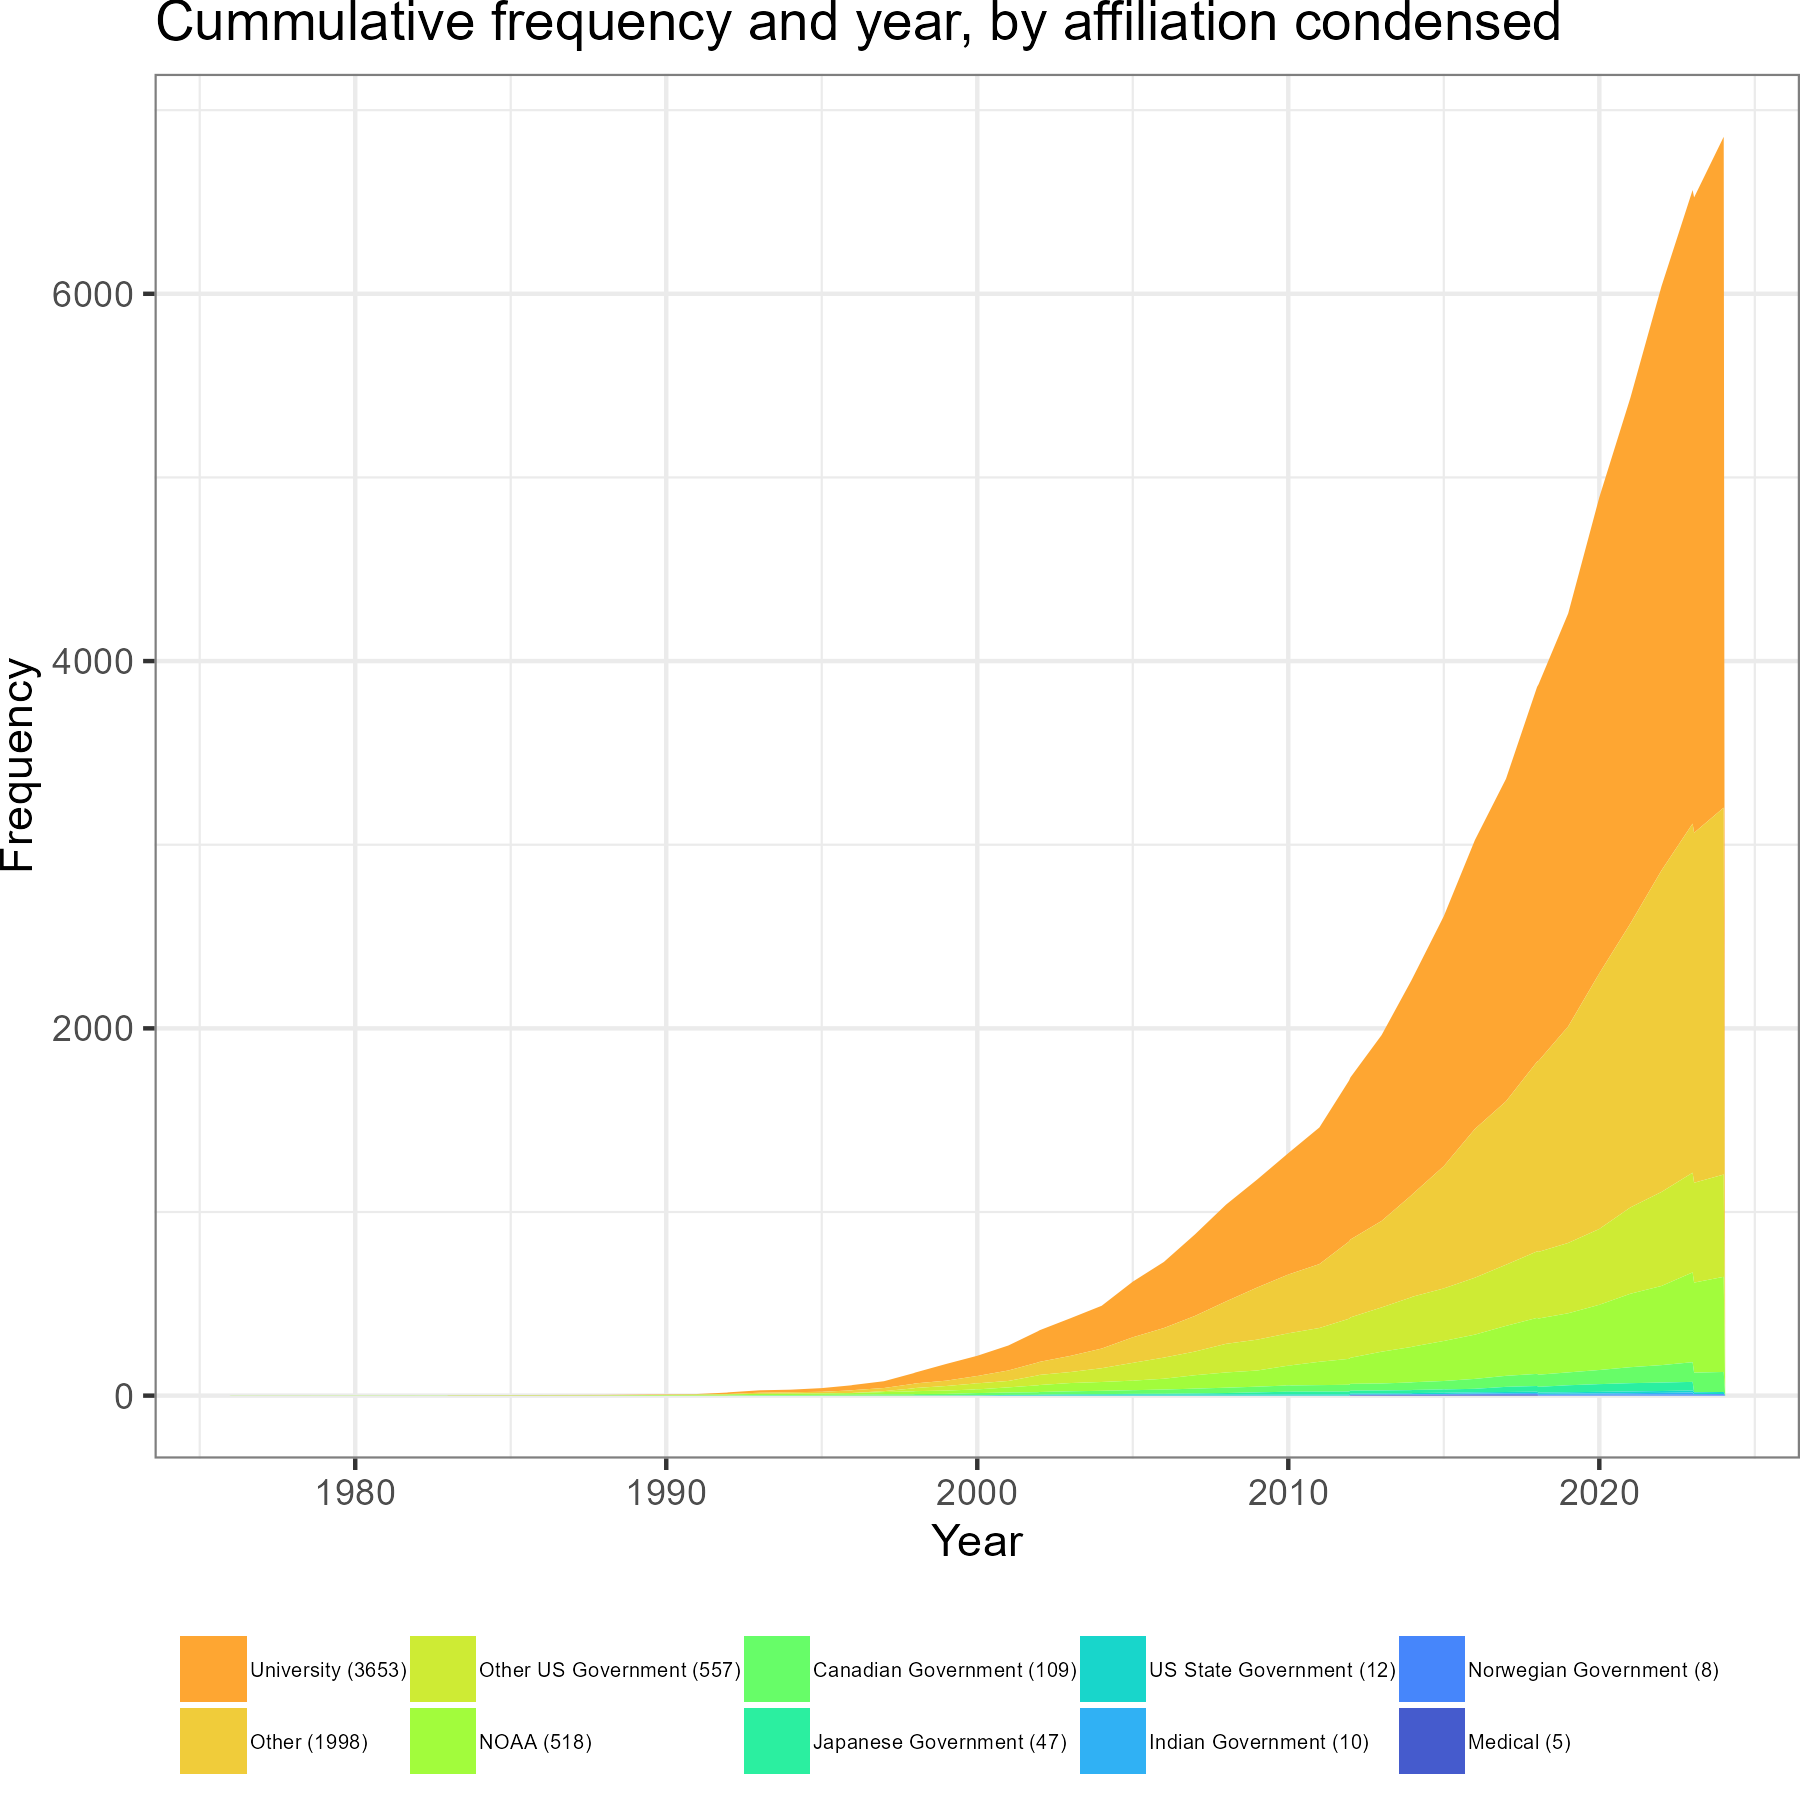 Cummulative frequency and year, by affiliation condensed
Frequency
6000
4000
2000
0
1980 1990 2000 2010 2020
Year
University (3653) Other US Government (557) Canadian Government (109) US State Government (12) Norwegian Government (8)
Other (1998) NOAA (518) Japanese Government (47) Indian Government (10) Medical (5)